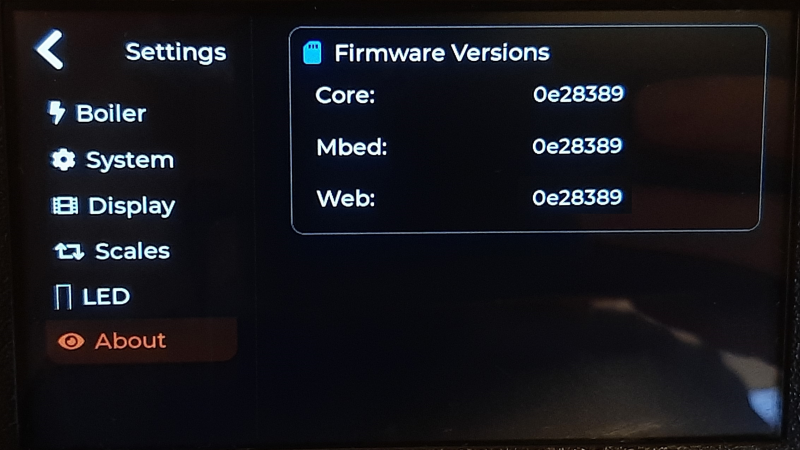 Settings
Boiler
System
Display
Scales
LED
About
Firmware Versions
Core: 0e28389
Mbed: 0e28389
Web: 0e28389